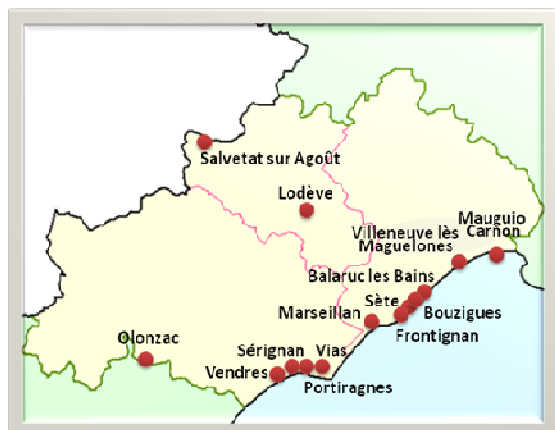 Salvetat sur Agoût
Lodève
Mauguio
Carnon
Villeneuve lès
Maguelones
Balaruc les Bains
Sète
Marseillan
Bouzigues
Frontignan
Olonzac
Sérignan
Vias
Vendres
Portiragnes